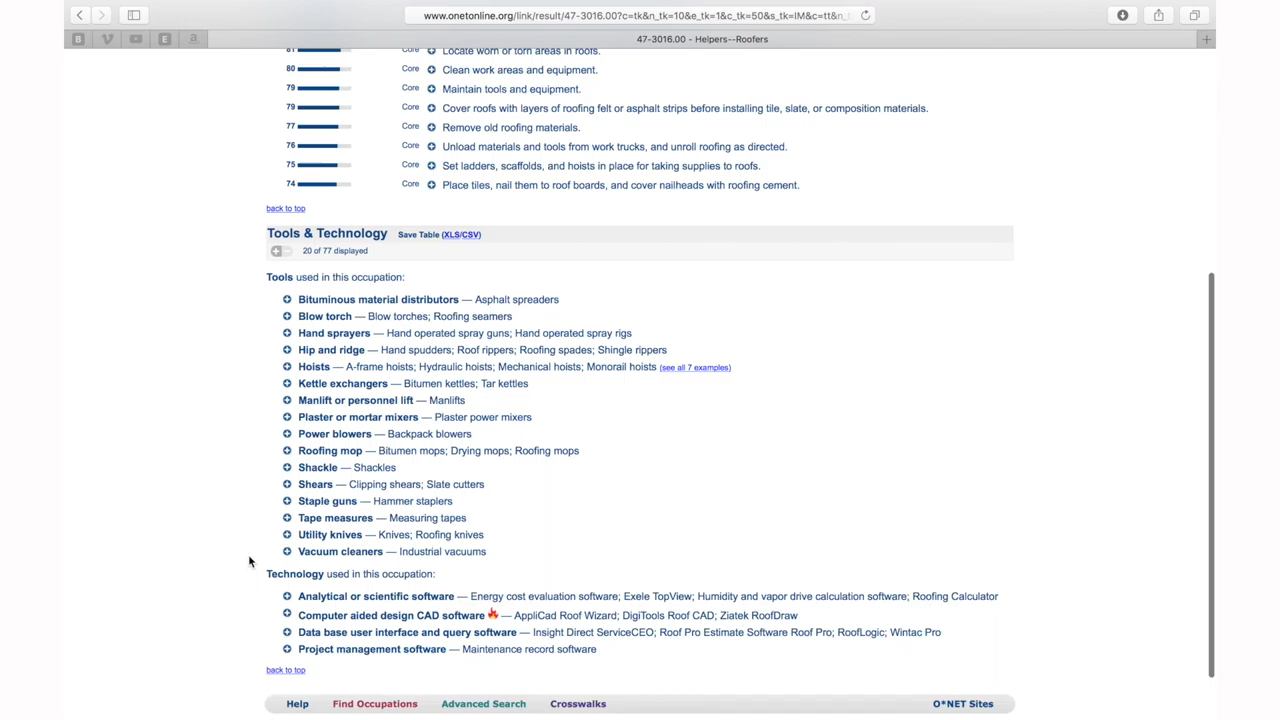 www.onetonline.org/link/result/47-3016.00?c=tk&n_tk=10&e_tk=1&c_tk=50&s_tk=IM&c=tt&n_
B V E a
47-3016.00 - Helpers--Roofers
81 Core Locate worn or torn areas in roofs.
80 Core Clean work areas and equipment.
79 Core Maintain tools and equipment.
79 Core Cover roofs with layers of roofing felt or asphalt strips before installing tile, slate, or composition materials.
77 Core Remove old roofing materials.
76 Core Unload materials and tools from work trucks, and unroll roofing as directed.
75 Core Set ladders, scaffolds, and hoists in place for taking supplies to roofs.
74 Core Place tiles, nail them to roof boards, and cover nailheads with roofing cement.
back to top
Tools & Technology Save Table (XLS/CSV)
20 of 77 displayed
Tools used in this occupation:
Bituminous material distributors — Asphalt spreaders
Blow torch — Blow torches; Roofing seamers
Hand sprayers — Hand operated spray guns; Hand operated spray rigs
Hip and ridge — Hand spudders; Roof rippers; Roofing spades; Shingle rippers
Hoists — A-frame hoists; Hydraulic hoists; Mechanical hoists; Monorail hoists (see all 7 examples)
Kettle exchangers — Bitumen kettles; Tar kettles
Manlift or personnel lift — Manlifts
Plaster or mortar mixers — Plaster power mixers
Power blowers — Backpack blowers
Roofing mop — Bitumen mops; Drying mops; Roofing mops
Shackle — Shackles
Shears — Clipping shears; Slate cutters
Staple guns — Hammer staplers
Tape measures — Measuring tapes
Utility knives — Knives; Roofing knives
Vacuum cleaners — Industrial vacuums
Technology used in this occupation:
Analytical or scientific software — Energy cost evaluation software; Exele TopView; Humidity and vapor drive calculation software; Roofing Calculator
Computer aided design CAD software — AppliCad Roof Wizard; DigiTools Roof CAD; Ziatek RoofDraw
Data base user interface and query software — Insight Direct ServiceCEO; Roof Pro Estimate Software Roof Pro; RoofLogic; Wintac Pro
Project management software — Maintenance record software
back to top
Help Find Occupations Advanced Search Crosswalks O*NET Sites